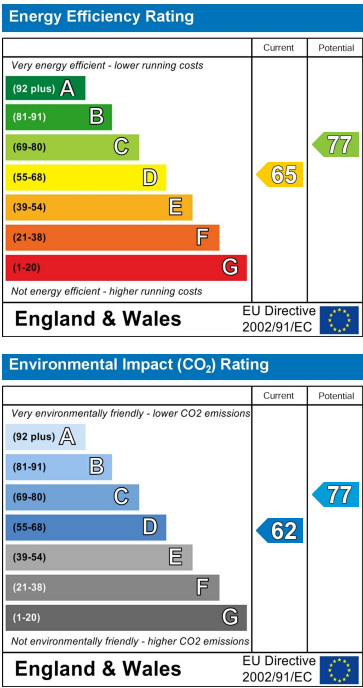 Energy Efficiency Rating
Current Potential
Very energy efficient - lower running costs
(92 plus) A
(81-91) B
(69-80) C
77
(55-68) D
65
(39-54) E
(21-38) F
(1-20) G
Not energy efficient - higher running costs
England & Wales
EU Directive
2002/91/EC
Environmental Impact (CO2) Rating
Current Potential
Very environmentally friendly - lower CO2 emissions
(92 plus) A
(81-91) B
(69-80) C
77
(55-68) D
62
(39-54) E
(21-38) F
(1-20) G
Not environmentally friendly - higher CO2 emissions
England & Wales
EU Directive
2002/91/EC